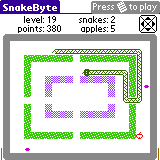 SnakeByte Press to play
level: 19 snakes: 2
points: 380 apples: 5